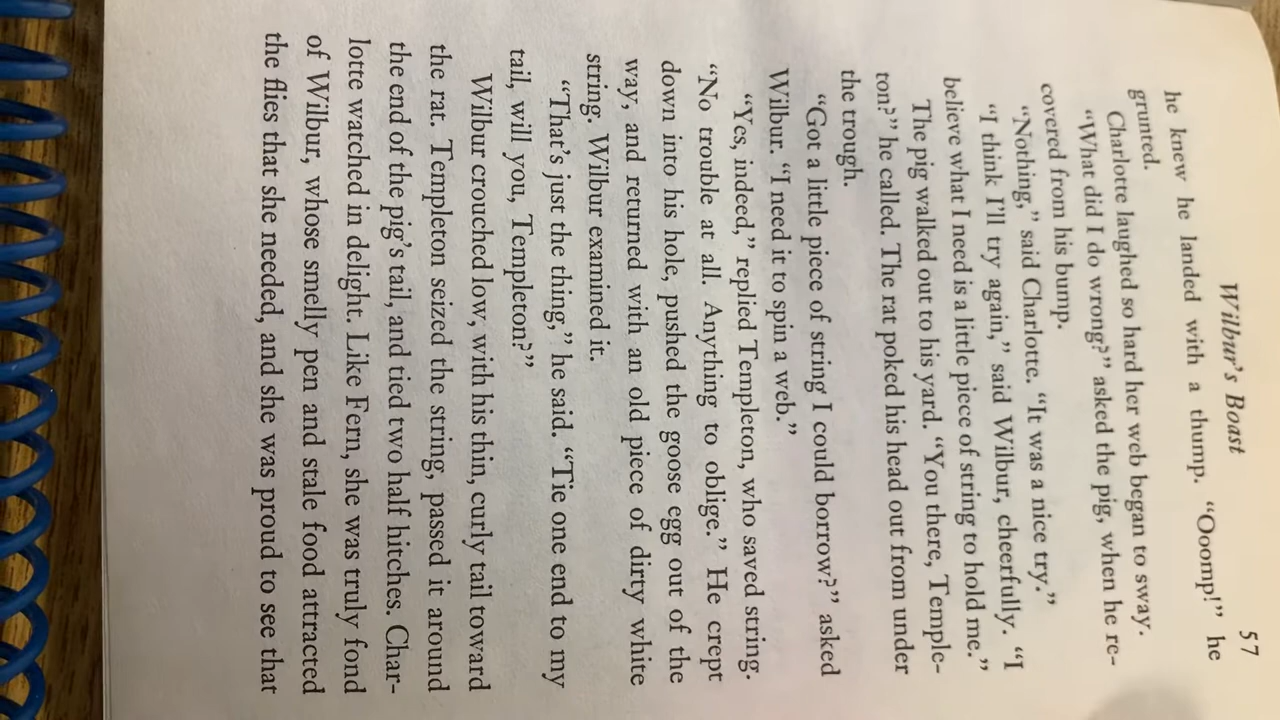 Wilbur's Boast 57
he knew he landed with a thump. “Ooomp!” he
grunted.
Charlotte laughed so hard her web began to sway.
“What did I do wrong?” asked the pig, when he re-
covered from his bump.
“Nothing,” said Charlotte. “It was a nice try.”
“I think I'll try again,” said Wilbur, cheerfully. “I
believe what I need is a little piece of string to hold me.”
The pig walked out to his yard. “You there, Temple-
ton?” he called. The rat poked his head out from under
the trough.
“Got a little piece of string I could borrow?” asked
Wilbur. “I need it to spin a web.”
“Yes, indeed,” replied Templeton, who saved string.
“No trouble at all. Anything to oblige.” He crept
down into his hole, pushed the goose egg out of the
way, and returned with an old piece of dirty white
string. Wilbur examined it.
“That's just the thing,” he said. “Tie one end to my
tail, will you, Templeton?”
Wilbur crouched low, with his thin, curly tail toward
the rat. Templeton seized the string, passed it around
the end of the pig's tail, and tied two half hitches. Char-
lotte watched in delight. Like Fern, she was truly fond
of Wilbur, whose smelly pen and stale food attracted
the flies that she needed, and she was proud to see that